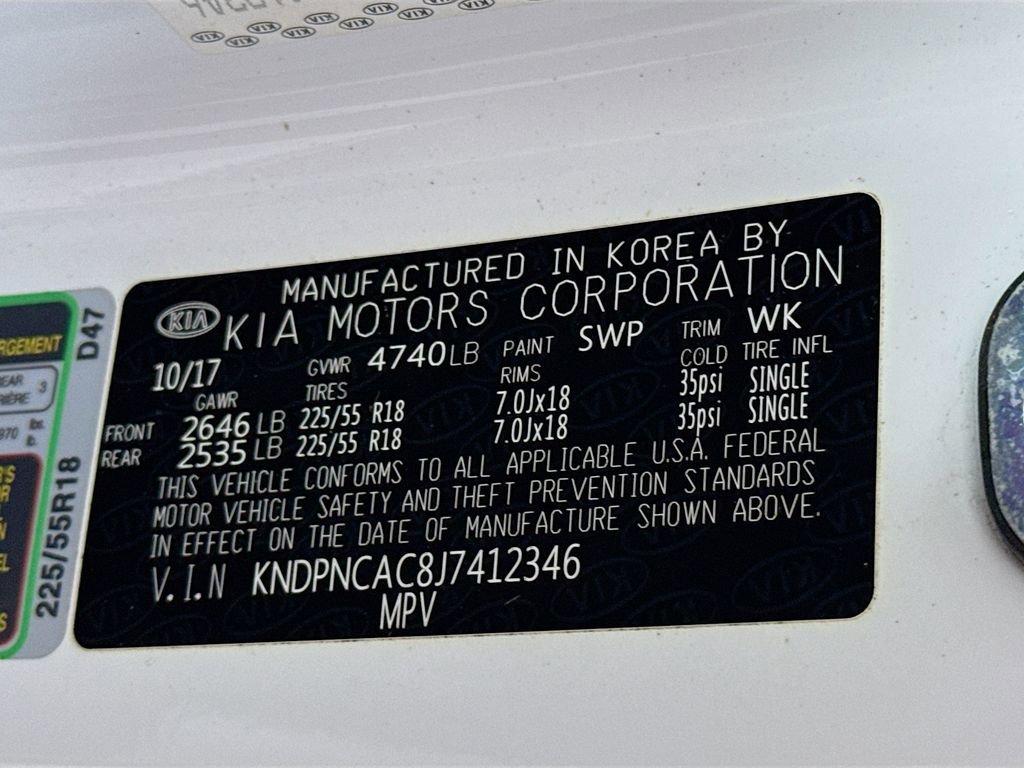 MANUFACTURED IN KOREA BY
KIA KIA MOTORS CORPORATION
10/17 GVWR 4740LB PAINT SWP TRIM WK
GAWR TIRES RIMS COLD TIRE INFL
FRONT 2646 LB 225/55 R18 7.0Jx18 35psi SINGLE
REAR 2535 LB 225/55 R18 7.0Jx18 35psi SINGLE
THIS VEHICLE CONFORMS TO ALL APPLICABLE U.S.A. FEDERAL
MOTOR VEHICLE SAFETY AND THEFT PREVENTION STANDARDS
IN EFFECT ON THE DATE OF MANUFACTURE SHOWN ABOVE.
V.I.N KNDPNCAC8J7412346
MPV
D47
225/55R18